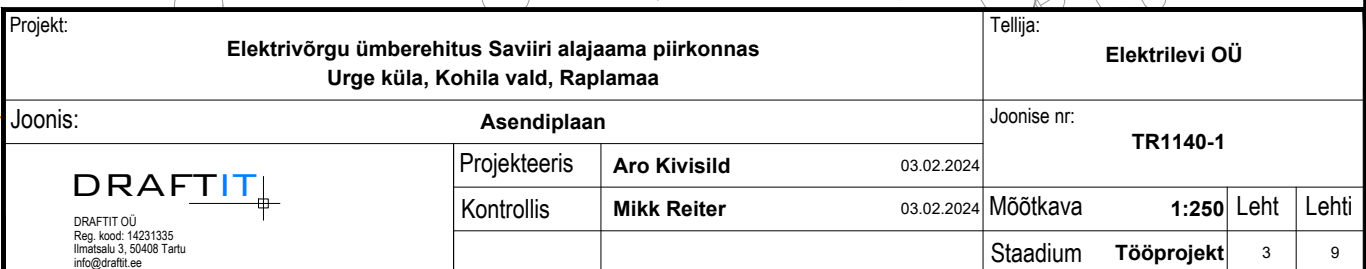 Projekt:
Elektrivõrgu ümberehitus Saviiri alajaama piirkonnas
Urge küla, Kohila vald, Raplamaa
Tellija:
Elektrilevi OÜ
Joonis:
Asendiplaan
Joonise nr:
TR1140-1
DRAFTIT
DRAFTIT OÜ
Reg. kood: 14231335
Ilmatsalu 3, 50408 Tartu
info@draftit.ee
Projekteeris Aro Kivisild 03.02.2024
Kontrollis Mikk Reiter 03.02.2024
Mõõtkava 1:250 Leht Lehti
Staadium Tööprojekt 3 9